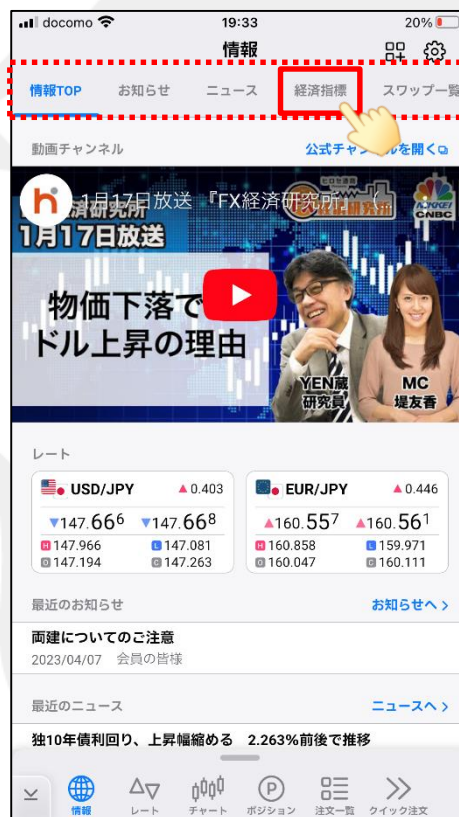 docomo 19:33 20%
情報
情報TOP お知らせ ニュース 経済指標 スワップ一覧
動画チャンネル 公式チャンネルを開く
h 1月17日放送 『FX経済研究所』 （
ヒロセ通商
NIKKEI CNBC
1月17日放送
物価下落で
ドル上昇の理由
YEN蔵
研究員
MC
堤友香
レート
USD/JPY ▲0.403 EUR/JPY ▲0.446
▼147.666 ▼147.668 ▲160.557 ▲160.561
H 147.966 L 147.081 H 160.858 L 159.971
O 147.194 C 147.263 O 160.047 C 160.111
最近のお知らせ お知らせへ >
両建についてのご注意
2023/04/07 会員の皆様
最近のニュース ニュースへ >
独10年債利回り、上昇幅縮める 2.263%前後で推移
情報 レート チャート ポジション 注文一覧 クイック注文